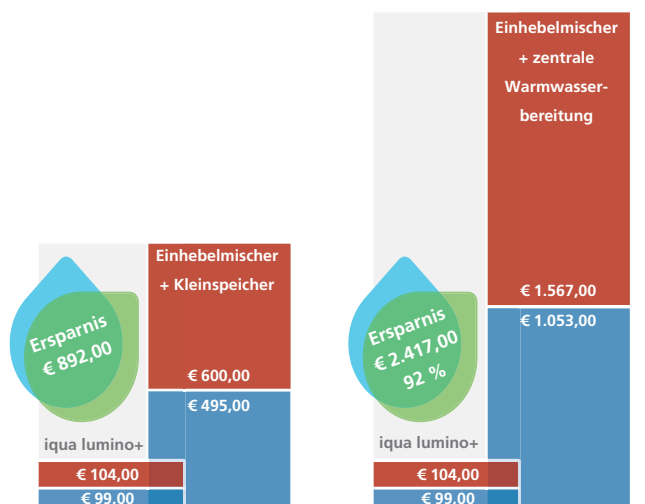 Einhebelmischer
+ Kleinspeicher
Ersparnis
€ 892,00
€ 600,00
€ 495,00
iqua lumino+
€ 104,00
€ 99,00
Einhebelmischer
+ zentrale
Warmwasser-
bereitung
€ 1.567,00
€ 1.053,00
Ersparnis
€ 2.417,00
92 %
iqua lumino+
€ 104,00
€ 99,00